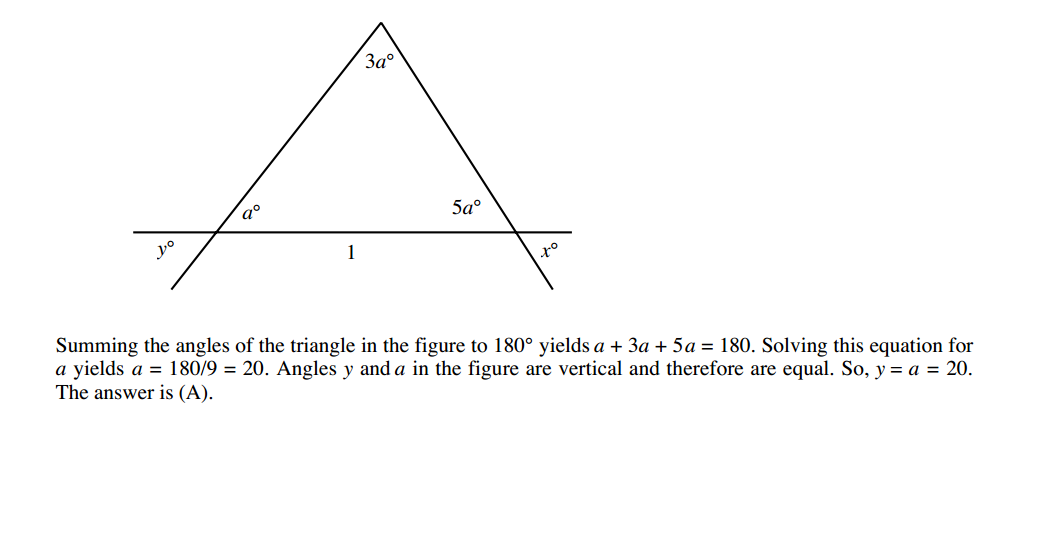 3a°
a°
5a°
y°
1
x°
Summing the angles of the triangle in the figure to 180° yields a + 3a + 5a = 180. Solving this equation for
a yields a = 180/9 = 20. Angles y and a in the figure are vertical and therefore are equal. So, y = a = 20.
The answer is (A).